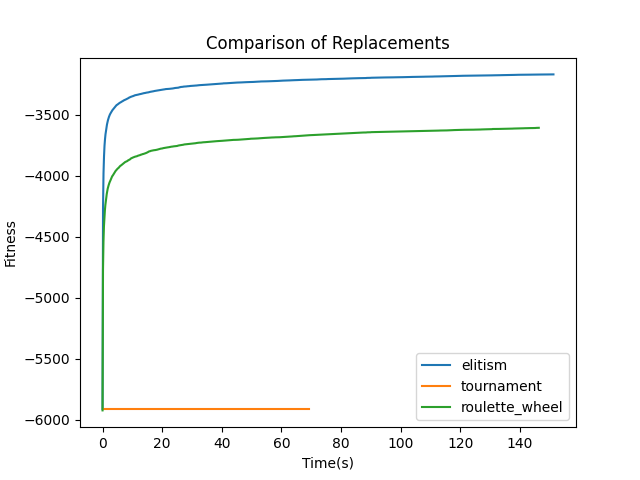 Comparison of Replacements
Fitness
−3500
−4000
−4500
−5000
−5500
−6000
elitism
tournament
roulette_wheel
0 20 40 60 80 100 120 140
Time(s)